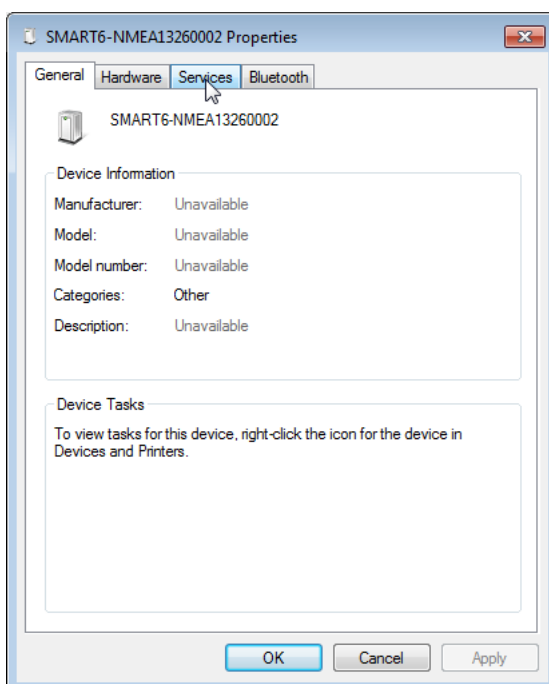 SMART6-NMEA13260002 Properties
General Hardware Services Bluetooth
SMART6-NMEA13260002
Device Information
Manufacturer: Unavailable
Model: Unavailable
Model number: Unavailable
Categories: Other
Description: Unavailable
Device Tasks
To view tasks for this device, right-click the icon for the device in
Devices and Printers.
OK Cancel Apply